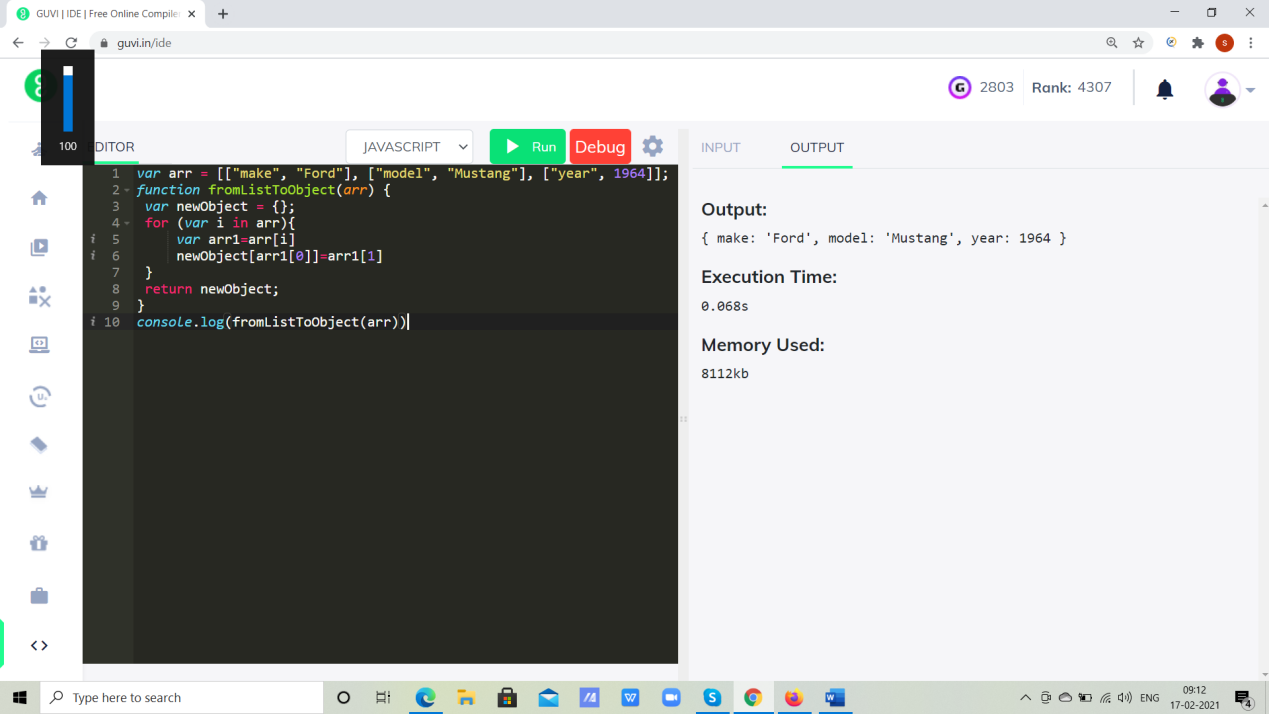 GUVI | IDE | Free Online Compiler
guvi.in/ide
S
100
G 2803 Rank: 4307
EDITOR JAVASCRIPT Run Debug
1 var arr = [["make", "Ford"], ["model", "Mustang"], ["year", 1964]];
2 function fromListToObject(arr) {
3 var newObject = {};
4 for (var i in arr){
i 5 var arr1=arr[i]
i 6 newObject[arr1[0]]=arr1[1]
7 }
8 return newObject;
9 }
i 10 console.log(fromListToObject(arr))
INPUT OUTPUT
Output:
{ make: 'Ford', model: 'Mustang', year: 1964 }
Execution Time:
0.068s
Memory Used:
8112kb
Type here to search
ENG
09:12
17-02-2021
4